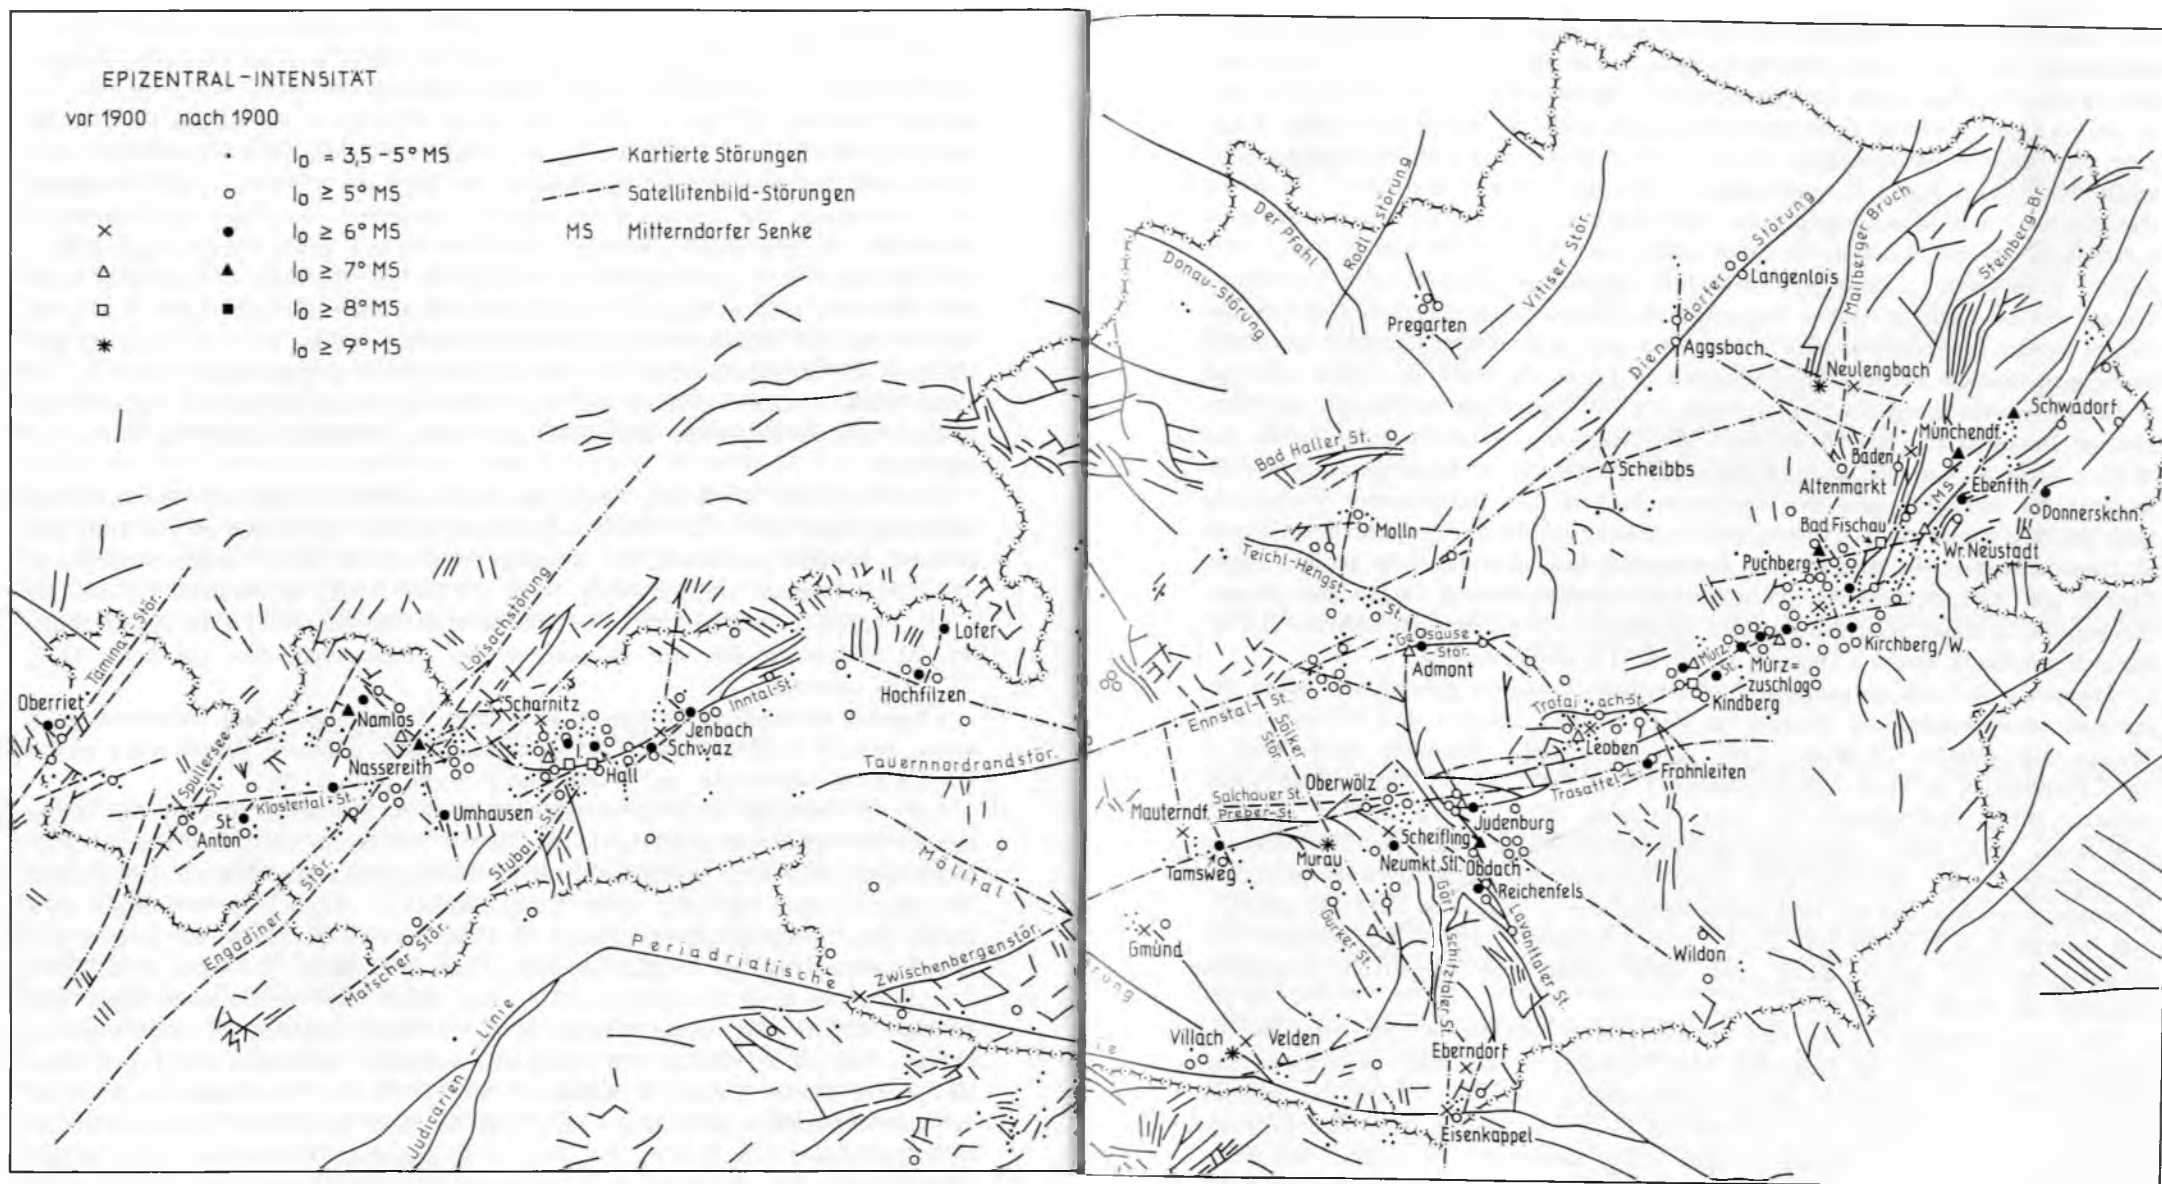 EPIZENTRAL-INTENSITÄT
vor 1900 nach 1900
I₀ = 3,5-5° MS
I₀ ≥ 5° MS
I₀ ≥ 6° MS
I₀ ≥ 7° MS
I₀ ≥ 8° MS
I₀ ≥ 9° MS
Kartierte Störungen
Satellitenbild-Störungen
MS Mitterndorfer Senke
Tamina-Stör.
Oberriet
Spullersee St.
Klostertal-St.
St. Anton
Namlos
Nassereith
Loisachstörung
Scharnitz
Hall
Umhausen
Stubai St.
Jenbach
Schwaz
Inntal-St.
Lofer
Hochfilzen
Tauernnordrandstör.
Mölltal
Engadiner Stör.
Matscher Stör.
Judicarien-Linie
Periadriatische
Zwischenbergenstör.
Der Pfahl
Rodlstörung
Donau-Störung
Pregarten
Vitiser Stör.
Diendorfer Störung
Langenlois
Aggsbach
Mailberger Bruch
Steinberg-Br.
Neulengbach
Schwadorf
Münchendf.
Baden
Altenmarkt
MS
Ebenfth.
Donnerskchn.
Bad Fischau
Wr. Neustadt
Puchberg
Kirchberg/W.
Mürz St.
Mürz=
zuschlag
Kindberg
Scheibbs
Bad Haller St.
Molln
Teichl-Hengst St.
Gesäuse-Stör.
Admont
Ennstal-St.
Sölker Stör.
Trofaiach-St.
Leoben
Frohnleiten
Trasattel-L.
Oberwölz
Salchauer St.
Preber-St.
Mauterndf.
Tamsweg
Murau
Scheifling
Neumkt. Stl.
Judenburg
Obdach
Reichenfels
Gurker St.
Görtschitztaler St.
Lavanttaler St.
Gmünd
Wildon
Villach
Velden
Eberndorf
Eisenkappel